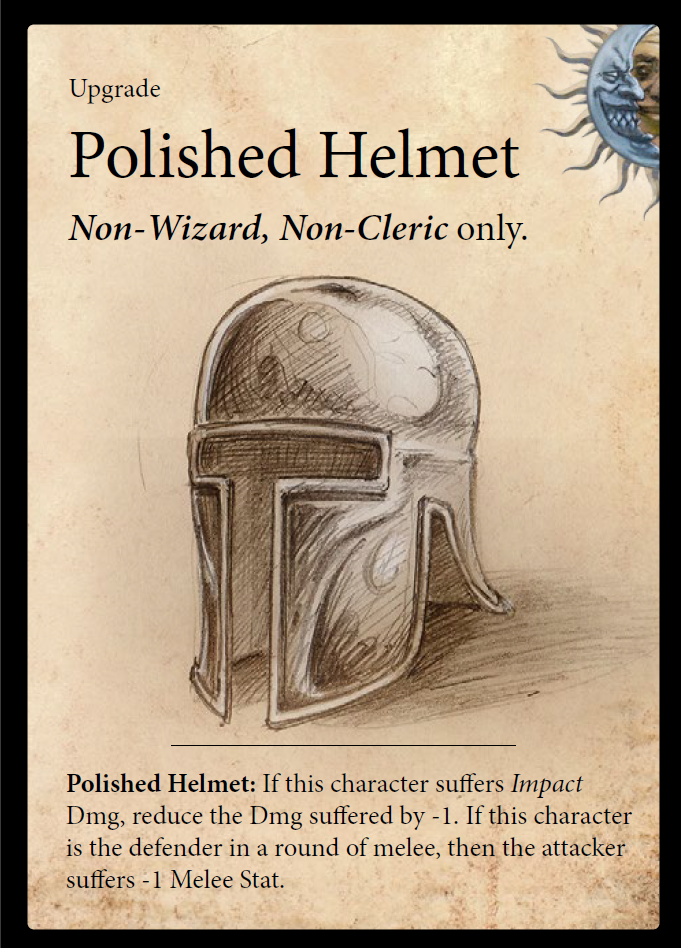 Upgrade
Polished Helmet
Non-Wizard, Non-Cleric only.
Polished Helmet: If this character suffers Impact
Dmg, reduce the Dmg suffered by -1. If this character
is the defender in a round of melee, then the attacker
suffers -1 Melee Stat.